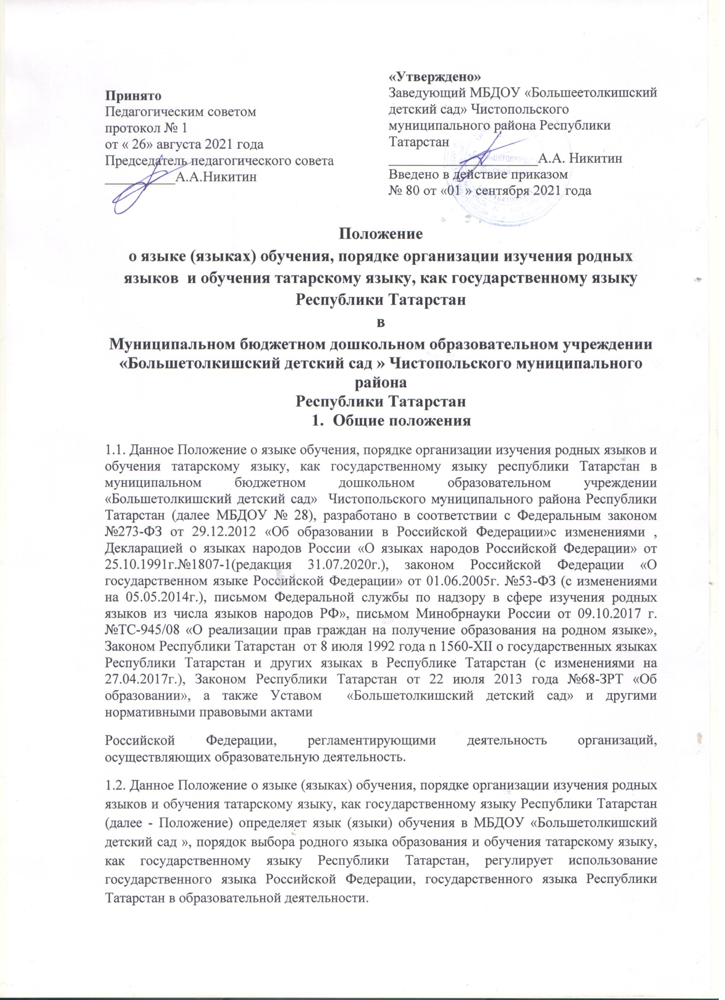 Принято
Педагогическим советом
протокол № 1
от « 26» августа 2021 года
Председатель педагогического совета
__________А.А.Никитин
«Утверждено»
Заведующий МБДОУ «Большеетолкишский
детский сад» Чистопольского
муниципального района Республики
Татарстан
_____________________А.А. Никитин
Введено в действие приказом
№ 80 от «01 » сентября 2021 года
Положение
о языке (языках) обучения, порядке организации изучения родных
языков и обучения татарскому языку, как государственному языку
Республики Татарстан
в
Муниципальном бюджетном дошкольном образовательном учреждении
«Большетолкишский детский сад » Чистопольского муниципального
района
Республики Татарстан
1. Общие положения
1.1. Данное Положение о языке обучения, порядке организации изучения родных языков и
обучения татарскому языку, как государственному языку республики Татарстан в
муниципальном бюджетном дошкольном образовательном учреждении
«Большетолкишский детский сад» Чистопольского муниципального района Республики
Татарстан (далее МБДОУ № 28), разработано в соответствии с Федеральным законом
№273-ФЗ от 29.12.2012 «Об образовании в Российской Федерации»с изменениями ,
Декларацией о языках народов России «О языках народов Российской Федерации» от
25.10.1991г.№1807-1(редакция 31.07.2020г.), законом Российской Федерации «О
государственном языке Российской Федерации» от 01.06.2005г. №53-ФЗ (с изменениями
на 05.05.2014г.), письмом Федеральной службы по надзору в сфере изучения родных
языков из числа языков народов РФ», письмом Минобрнауки России от 09.10.2017 г.
№ТС-945/08 «О реализации прав граждан на получение образования на родном языке»,
Законом Республики Татарстан от 8 июля 1992 года n 1560-XII о государственных языках
Республики Татарстан и других языках в Республике Татарстан (с изменениями на
27.04.2017г.), Законом Республики Татарстан от 22 июля 2013 года №68-ЗРТ «Об
образовании», а также Уставом «Большетолкишский детский сад» и другими
нормативными правовыми актами
Российской Федерации, регламентирующими деятельность организаций,
осуществляющих образовательную деятельность.
1.2. Данное Положение о языке (языках) обучения, порядке организации изучения родных
языков и обучения татарскому языку, как государственному языку Республики Татарстан
(далее - Положение) определяет язык (языки) обучения в МБДОУ «Большетолкишский
детский сад », порядок выбора родного языка образования и обучения татарскому языку,
как государственному языку Республики Татарстан, регулирует использование
государственного языка Российской Федерации, государственного языка Республики
Татарстан в образовательной деятельности.